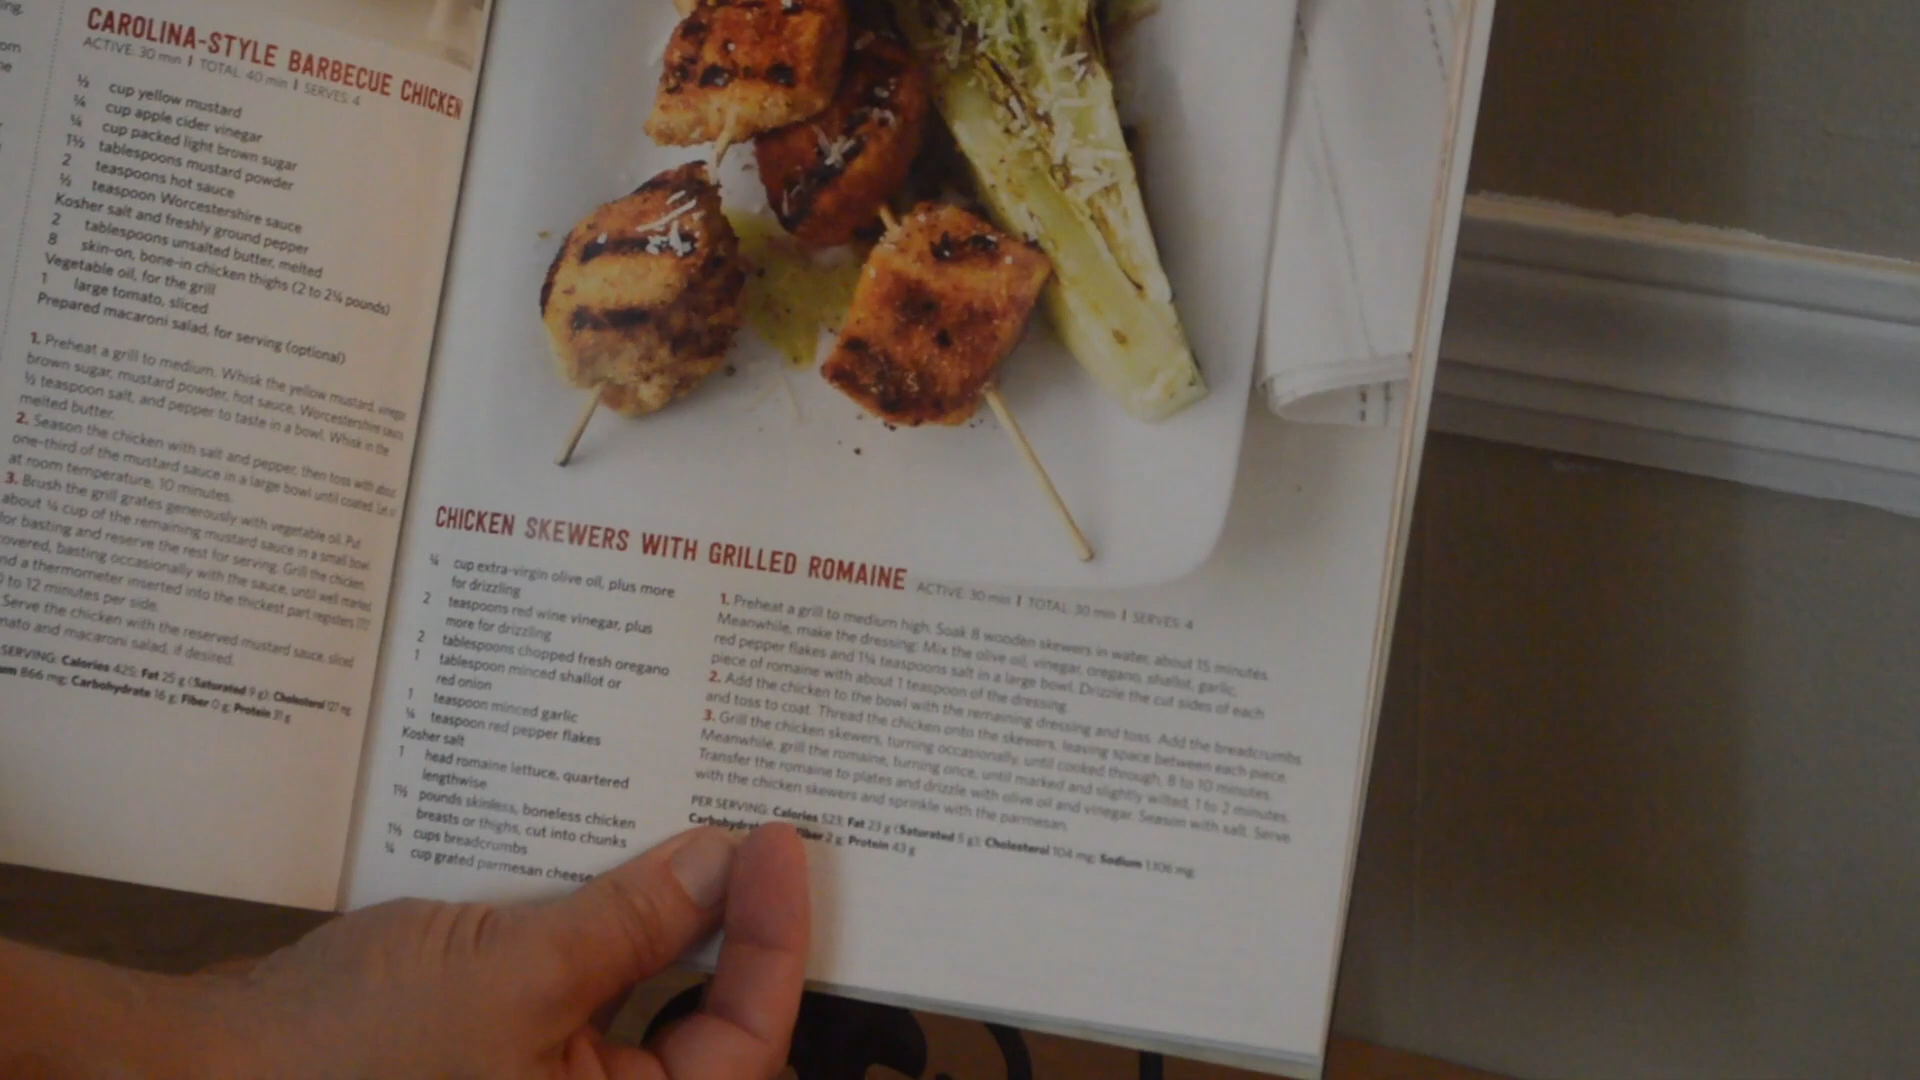 CAROLINA-STYLE BARBECUE CHICKEN
ACTIVE: 30 min | TOTAL: 40 min | SERVES: 4
cup yellow mustard
cup apple cider vinegar
cup packed light brown sugar
tablespoons mustard powder
2 teaspoons hot sauce
teaspoon Worcestershire sauce
Kosher salt and freshly ground pepper
2 tablespoons unsalted butter, melted
8 skin-on, bone-in chicken thighs (2 to 2¼ pounds)
Vegetable oil, for the grill
1 large tomato, sliced
Prepared macaroni salad, for serving (optional)
1. Preheat a grill to medium. Whisk the yellow mustard, vinegar,
brown sugar, mustard powder, hot sauce, Worcestershire sauce,
½ teaspoon salt, and pepper to taste in a bowl. Whisk in the
melted butter.
2. Season the chicken with salt and pepper, then toss with about
one-third of the mustard sauce in a large bowl until coated. Let
at room temperature, 10 minutes.
3. Brush the grill grates generously with vegetable oil. Put
about ¼ cup of the remaining mustard sauce in a small bowl
for basting and reserve the rest for serving. Grill the chicken,
covered, basting occasionally with the sauce, until well marked
nd a thermometer inserted into the thickest part registers
to 12 minutes per side.
Serve the chicken with the reserved mustard sauce, sliced
mato and macaroni salad, if desired.
SERVING: Calories 425; Fat 25 g (Saturated 9 g); Cholesterol 127 mg;
um 866 mg; Carbohydrate 16 g; Fiber 0 g; Protein 31 g
CHICKEN SKEWERS WITH GRILLED ROMAINE
ACTIVE: 30 min | TOTAL: 30 min | SERVES: 4
¼ cup extra-virgin olive oil, plus more
for drizzling
2 teaspoons red wine vinegar, plus
more for drizzling
2 tablespoons chopped fresh oregano
1 tablespoon minced shallot or
red onion
1 teaspoon minced garlic
¼ teaspoon red pepper flakes
Kosher salt
1 head romaine lettuce, quartered
lengthwise
pounds skinless, boneless chicken
breasts or thighs, cut into chunks
cups breadcrumbs
¼ cup grated parmesan cheese
1. Preheat a grill to medium high. Soak 8 wooden skewers in water, about 15 minutes.
Meanwhile, make the dressing: Mix the olive oil, vinegar, oregano, shallot, garlic,
red pepper flakes and 1¼ teaspoons salt in a large bowl. Drizzle the cut sides of each
piece of romaine with about 1 teaspoon of the dressing.
2. Add the chicken to the bowl with the remaining dressing and toss. Add the breadcrumbs
and toss to coat. Thread the chicken onto the skewers, leaving space between each piece.
3. Grill the chicken skewers, turning occasionally, until cooked through, 8 to 10 minutes.
Meanwhile, grill the romaine, turning once, until marked and slightly wilted, 1 to 2 minutes.
Transfer the romaine to plates and drizzle with olive oil and vinegar. Season with salt. Serve
with the chicken skewers and sprinkle with the parmesan.
PER SERVING: Calories 523; Fat 23 g (Saturated 5 g); Cholesterol 104 mg; Sodium 1,106 mg;
Fiber 2 g; Protein 43 g